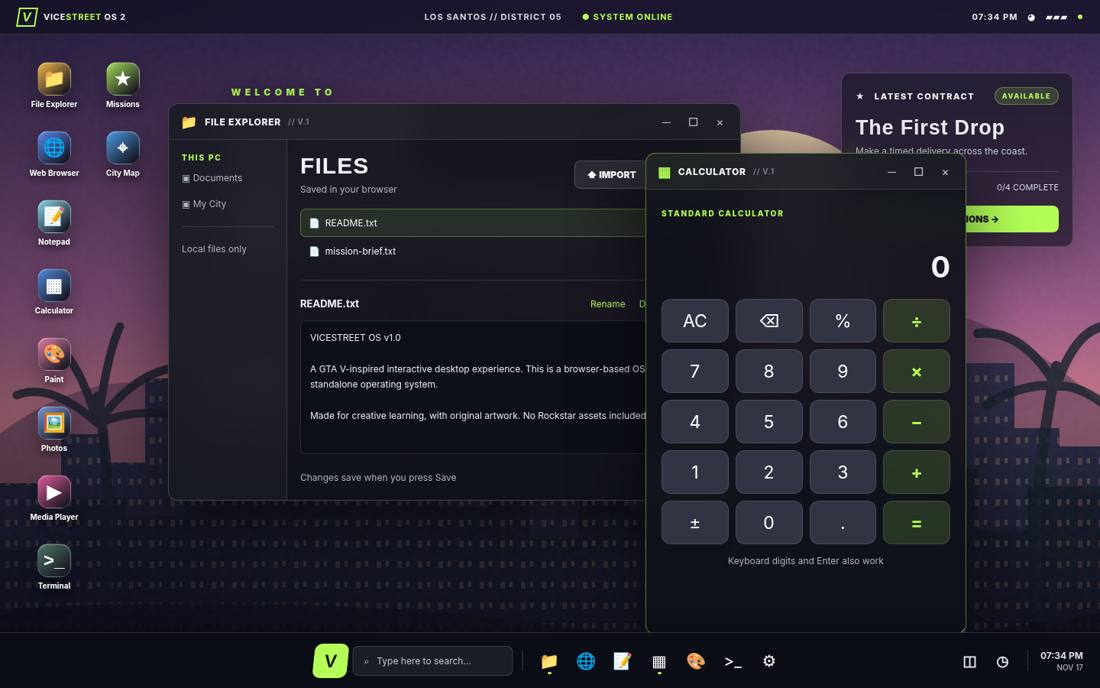 V VICESTREET OS 2
LOS SANTOS // DISTRICT 05
SYSTEM ONLINE
07:34 PM
File Explorer
Missions
Web Browser
City Map
Notepad
Calculator
Paint
Photos
Media Player
>_
Terminal
WELCOME TO
FILE EXPLORER // V.1
THIS PC
Documents
My City
Local files only
FILES
Saved in your browser
IMPORT
README.txt
mission-brief.txt
README.txt
Rename
VICESTREET OS v1.0
A GTA V-inspired interactive desktop experience. This is a browser-based OS
standalone operating system.
Made for creative learning, with original artwork. No Rockstar assets included
Changes save when you press Save
LATEST CONTRACT
AVAILABLE
The First Drop
Make a timed delivery across the coast.
0/4 COMPLETE
CALCULATOR // V.1
STANDARD CALCULATOR
0
AC ⌫ % ÷
7 8 9 ×
4 5 6 −
1 2 3 +
± 0 . =
Keyboard digits and Enter also work
V
Type here to search...
>_
07:34 PM
NOV 17